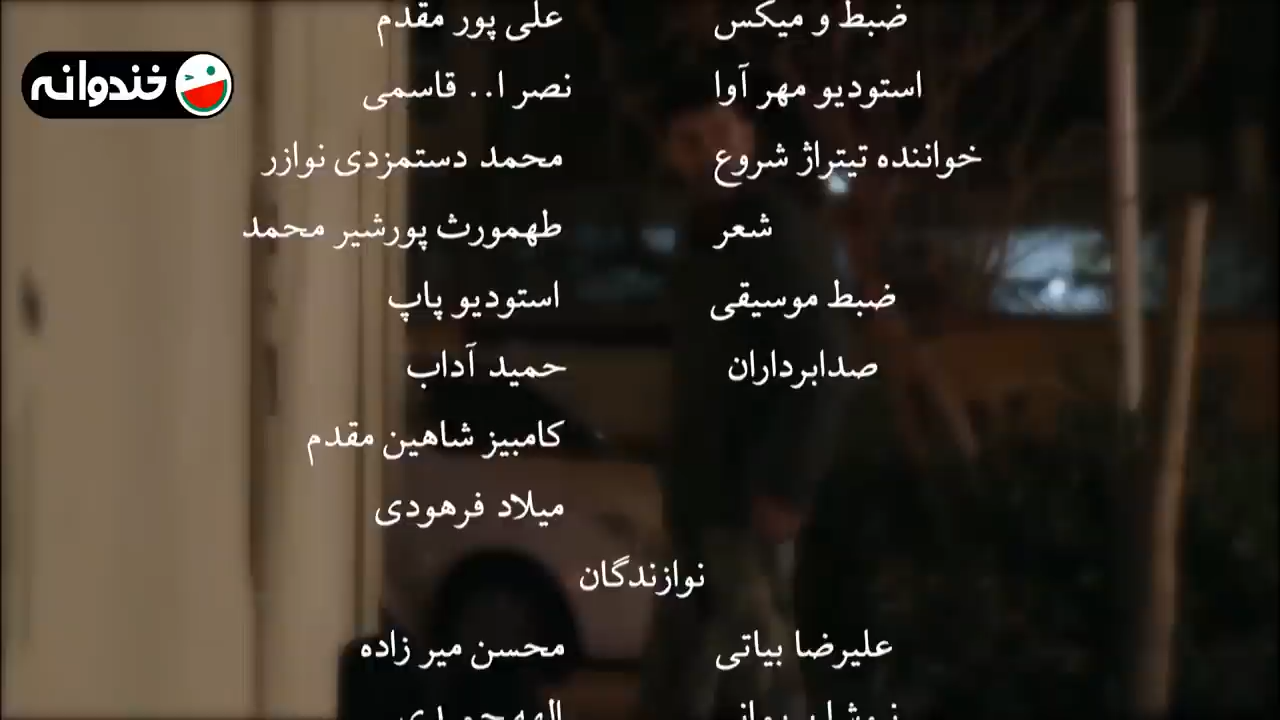 ضبط و میکس علی پور مقدم
خندوانه
استودیو مهر آوا نصر ا.. قاسمی
خواننده تیتراژ شروع محمد دستمزدی نوازر
شعر طهمورث پورشیر محمد
ضبط موسیقی استودیو پاپ
صدابرداران حمید آداب
کامبیز شاهین مقدم
میلاد فرهودی
نوازندگان
علیرضا بیاتی محسن میر زاده
الهه